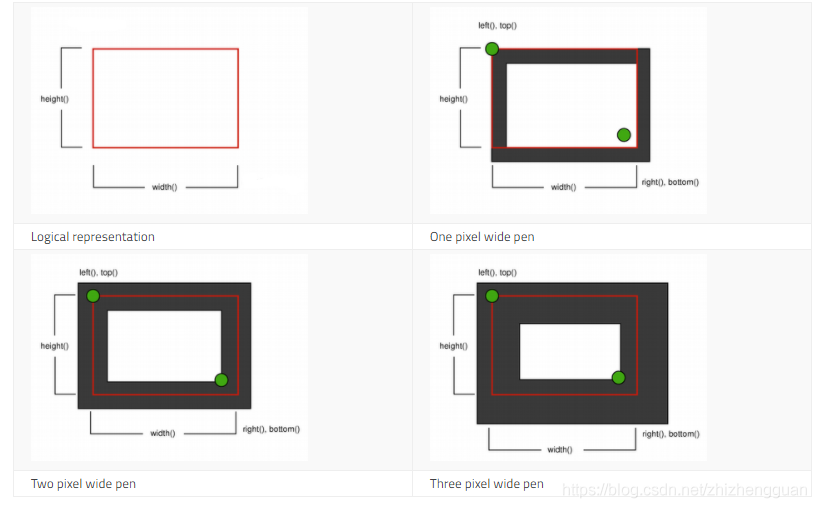 left(), top()
height()
height()
width()
width()
right(), bottom()
Logical representation
One pixel wide pen
left(), top()
left(), top()
height()
height()
width()
right(), bottom()
width()
right(), bottom()
Two pixel wide pen
Three pixel wide pen
https://blog.csdn.net/zhizhengguan